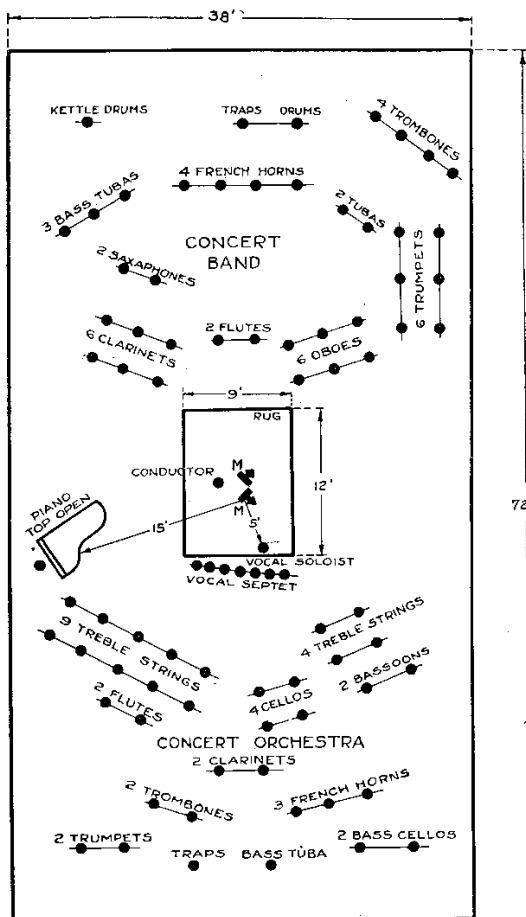 38'
KETTLE DRUMS
TRAPS DRUMS
4 TROMBONES
4 FRENCH HORNS
3 BASS TUBAS
2 TUBAS
CONCERT
BAND
2 SAXAPHONES
6 TRUMPETS
6 CLARINETS
2 FLUTES
6 OBOES
9'
RUG
CONDUCTOR
M
M
12'
72
PIANO
TOP OPEN
15'
5'
VOCAL SOLOIST
VOCAL SEPTET
9 TREBLE STRINGS
4 TREBLE STRINGS
2 FLUTES
4 CELLOS
2 BASSOONS
CONCERT ORCHESTRA
2 CLARINETS
2 TROMBONES
3 FRENCH HORNS
2 TRUMPETS
2 BASS CELLOS
TRAPS
BASS TUBA